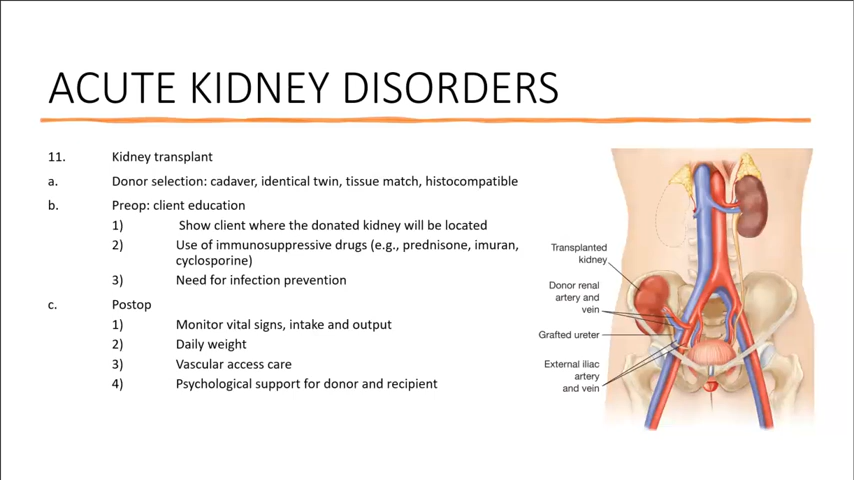 ACUTE KIDNEY DISORDERS
11. Kidney transplant
a. Donor selection: cadaver, identical twin, tissue match, histocompatible
b. Preop: client education
1) Show client where the donated kidney will be located
2) Use of immunosuppressive drugs (e.g., prednisone, imuran,
cyclosporine)
3) Need for infection prevention
c. Postop
1) Monitor vital signs, intake and output
2) Daily weight
3) Vascular access care
4) Psychological support for donor and recipient
Transplanted
kidney
Donor renal
artery and
vein
Grafted ureter
External iliac
artery
and vein